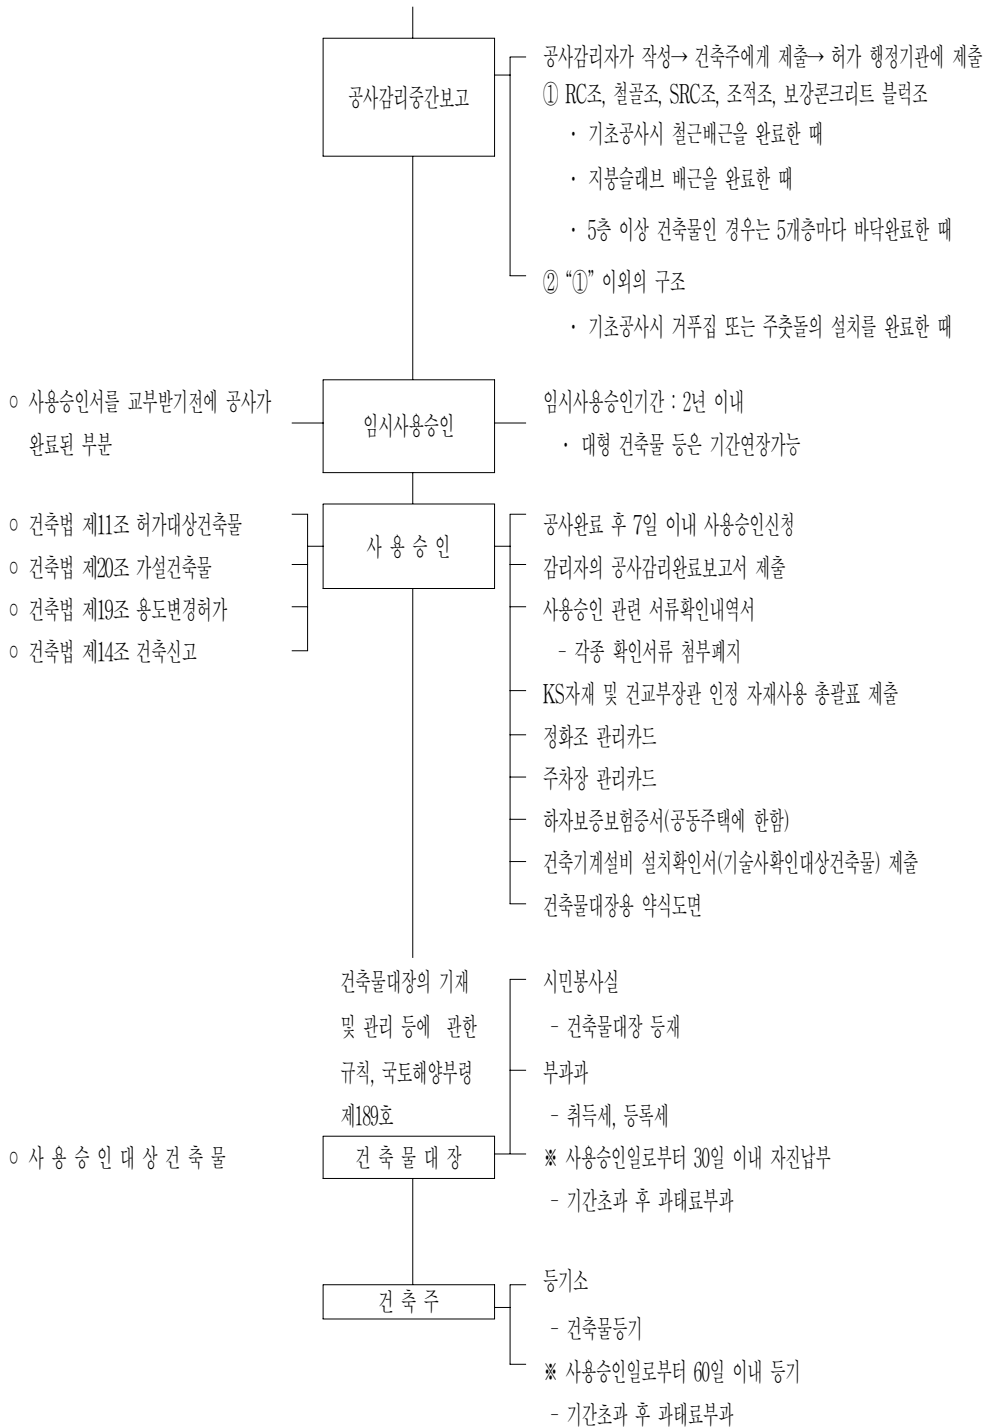 공사감리중간보고
공사감리자가 작성→ 건축주에게 제출→ 허가 행정기관에 제출
① RC조, 철골조, SRC조, 조적조, 보강콘크리트 블럭조
· 기초공사시 철근배근을 완료한 때
· 지붕슬래브 배근을 완료한 때
· 5층 이상 건축물인 경우는 5개층마다 바닥완료한 때
② “①” 이외의 구조
· 기초공사시 거푸집 또는 주춧돌의 설치를 완료한 때
○ 사용승인서를 교부받기전에 공사가
완료된 부분
임시사용승인
임시사용승인기간 : 2년 이내
· 대형 건축물 등은 기간연장가능
○ 건축법 제11조 허가대상건축물
○ 건축법 제20조 가설건축물
○ 건축법 제19조 용도변경허가
○ 건축법 제14조 건축신고
사 용 승 인
공사완료 후 7일 이내 사용승인신청
감리자의 공사감리완료보고서 제출
사용승인 관련 서류확인내역서
- 각종 확인서류 첨부폐지
KS자재 및 건교부장관 인정 자재사용 총괄표 제출
정화조 관리카드
주차장 관리카드
하자보증보험증서(공동주택에 한함)
건축기계설비 설치확인서(기술사확인대상건축물) 제출
건축물대장용 약식도면
건축물대장의 기재
및 관리 등에 관한
규칙, 국토해양부령
제189호
○ 사 용 승 인 대 상 건 축 물
건 축 물 대 장
시민봉사실
- 건축물대장 등재
부과과
- 취득세, 등록세
※ 사용승인일로부터 30일 이내 자진납부
- 기간초과 후 과태료부과
건 축 주
등기소
- 건축물등기
※ 사용승인일로부터 60일 이내 등기
- 기간초과 후 과태료부과